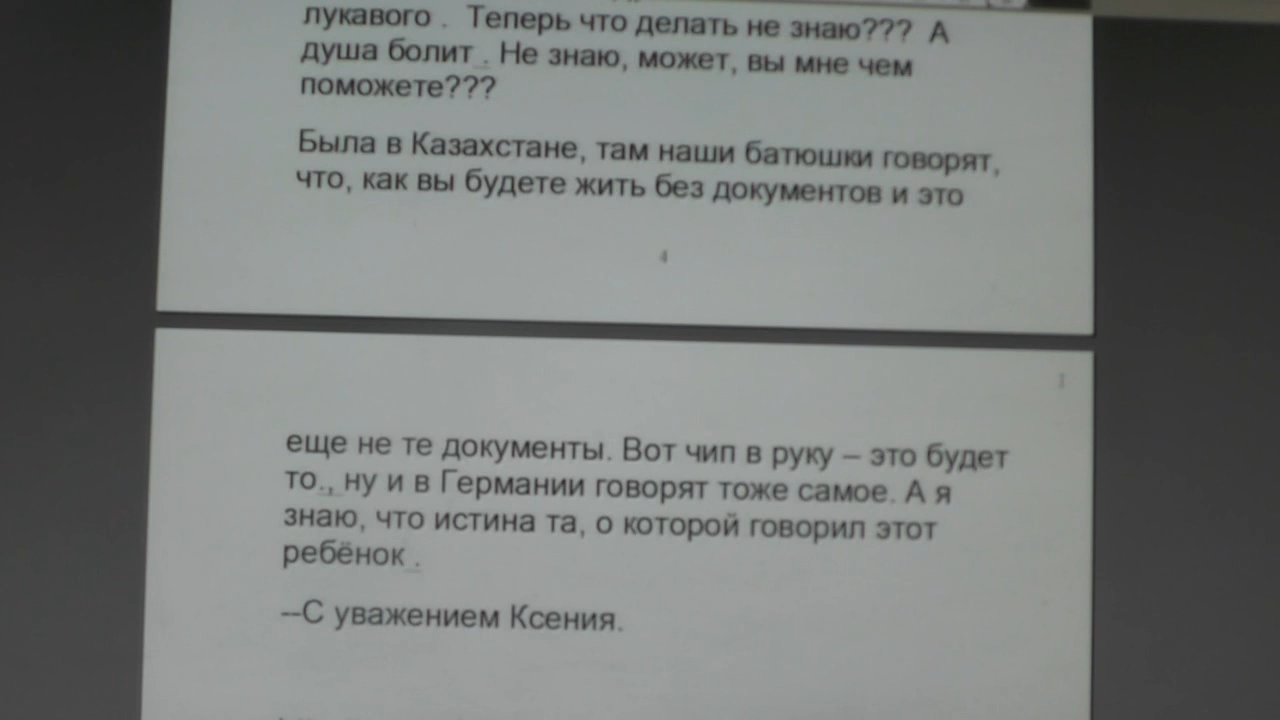 лукавого . Теперь что делать не знаю??? А
душа болит . Не знаю, может, вы мне чем
поможете???
Была в Казахстане, там наши батюшки говорят,
что, как вы будете жить без документов и это
4
еще не те документы. Вот чип в руку – это будет
то., ну и в Германии говорят тоже самое. А я
знаю, что истина та, о которой говорил этот
ребёнок .
--С уважением Ксения.